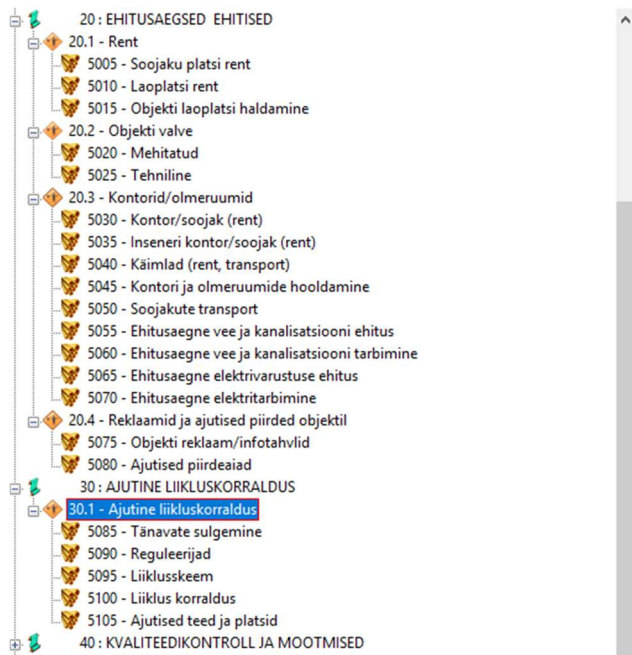 20 : EHITUSAEGSED EHITISED
20.1 - Rent
5005 - Soojaku platsi rent
5010 - Laoplatsi rent
5015 - Objekti laoplatsi haldamine
20.2 - Objekti valve
5020 - Mehitatud
5025 - Tehniline
20.3 - Kontorid/olmeruumid
5030 - Kontor/soojak (rent)
5035 - Inseneri kontor/soojak (rent)
5040 - Käimlad (rent, transport)
5045 - Kontori ja olmeruumide hooldamine
5050 - Soojakute transport
5055 - Ehitusaegne vee ja kanalisatsiooni ehitus
5060 - Ehitusaegne vee ja kanalisatsiooni tarbimine
5065 - Ehitusaegne elektrivarustuse ehitus
5070 - Ehitusaegne elektritarbimine
20.4 - Reklaamid ja ajutised piirded objektil
5075 - Objekti reklaam/infotahvlid
5080 - Ajutised piirdeaiad
30 : AJUTINE LIIKLUSKORRALDUS
30.1 - Ajutine liikluskorraldus
5085 - Tänavate sulgemine
5090 - Reguleerijad
5095 - Liiklusskeem
5100 - Liiklus korraldus
5105 - Ajutised teed ja platsid
40 : KVALITEEDIKONTROLL JA MOOTMISED